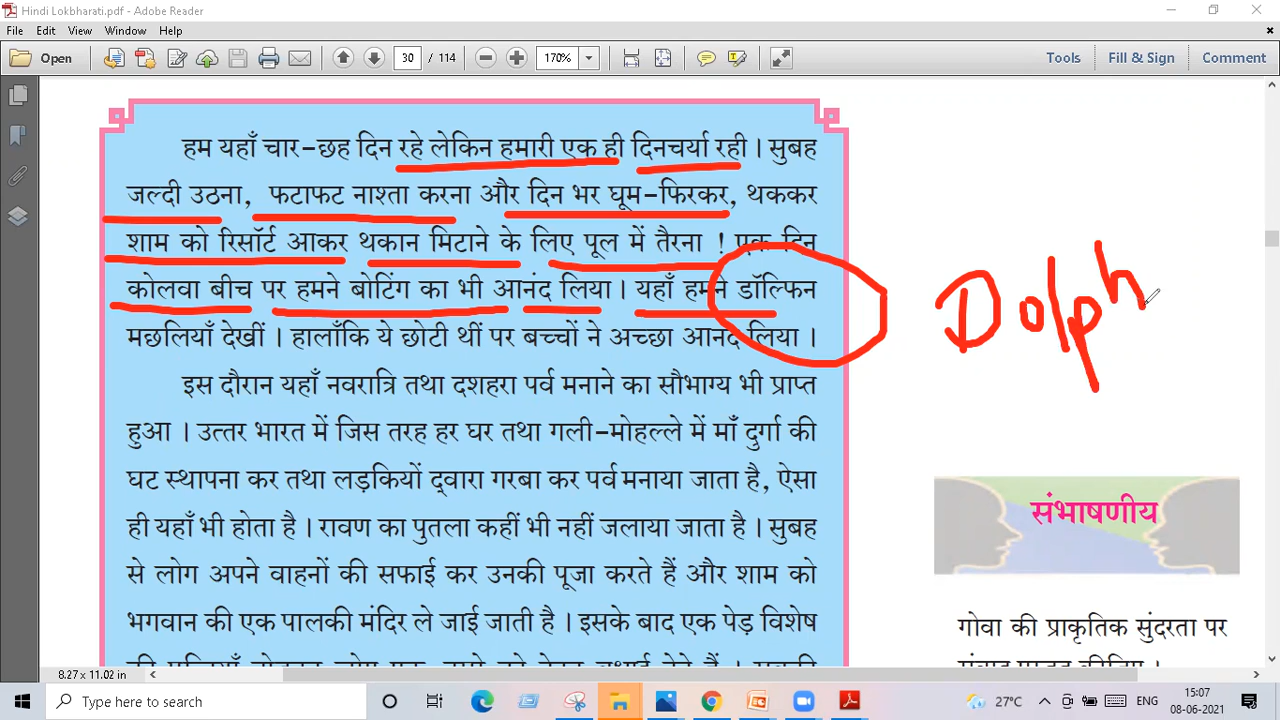 Hindi Lokbharati.pdf - Adobe Reader
File Edit View Window Help
Open 30 / 114 170% Tools Fill & Sign Comment
हम यहाँ चार-छह दिन रहे लेकिन हमारी एक ही दिनचर्या रही । सुबह
जल्दी उठना, फटाफट नाश्ता करना और दिन भर घूम-फिरकर, थककर
शाम को रिसॉर्ट आकर थकान मिटाने के लिए पूल में तैरना ! एक दिन
कोलवा बीच पर हमने बोटिंग का भी आनंद लिया । यहाँ हमने डॉल्फिन
मछलियाँ देखीं । हालाँकि ये छोटी थीं पर बच्चों ने अच्छा आनंद लिया ।
Dolph
इस दौरान यहाँ नवरात्रि तथा दशहरा पर्व मनाने का सौभाग्य भी प्राप्त
हुआ । उत्तर भारत में जिस तरह हर घर तथा गली-मोहल्ले में माँ दुर्गा की
घट स्थापना कर तथा लड़कियों द्‍वारा गरबा कर पर्व मनाया जाता है, ऐसा
ही यहाँ भी होता है । रावण का पुतला कहीं भी नहीं जलाया जाता है । सुबह
से लोग अपने वाहनों की सफाई कर उनकी पूजा करते हैं और शाम को
भगवान की एक पालकी मंदिर ले जाई जाती है । इसके बाद एक पेड़ विशेष
संभाषणीय
गोवा की प्राकृतिक सुंदरता पर
8.27 x 11.02 in
Type here to search 27°C ENG 15:07
08-06-2021